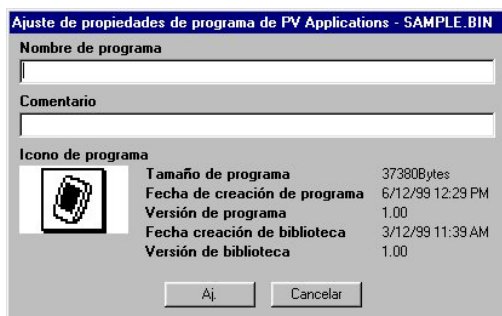 Ajuste de propiedades de programa de PV Applications - SAMPLE.BIN
Nombre de programa
Comentario
Icono de programa
Tamaño de programa 37380Bytes
Fecha de creación de programa 6/12/99 12:29 PM
Versión de programa 1.00
Fecha creación de biblioteca 3/12/99 11:39 AM
Versión de biblioteca 1.00
Aj. Cancelar